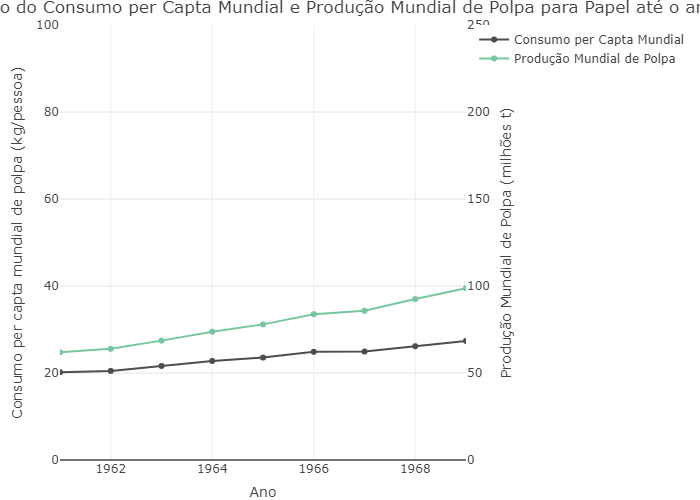 o do Consumo per Capta Mundial e Produção Mundial de Polpa para Papel até o an
Consumo per Capta Mundial
Produção Mundial de Polpa
Consumo per capta mundial de polpa (kg/pessoa)
100
80
60
40
20
0
250
200
150
100
50
0
Produção Mundial de Polpa (milhões t)
1962 1964 1966 1968
Ano